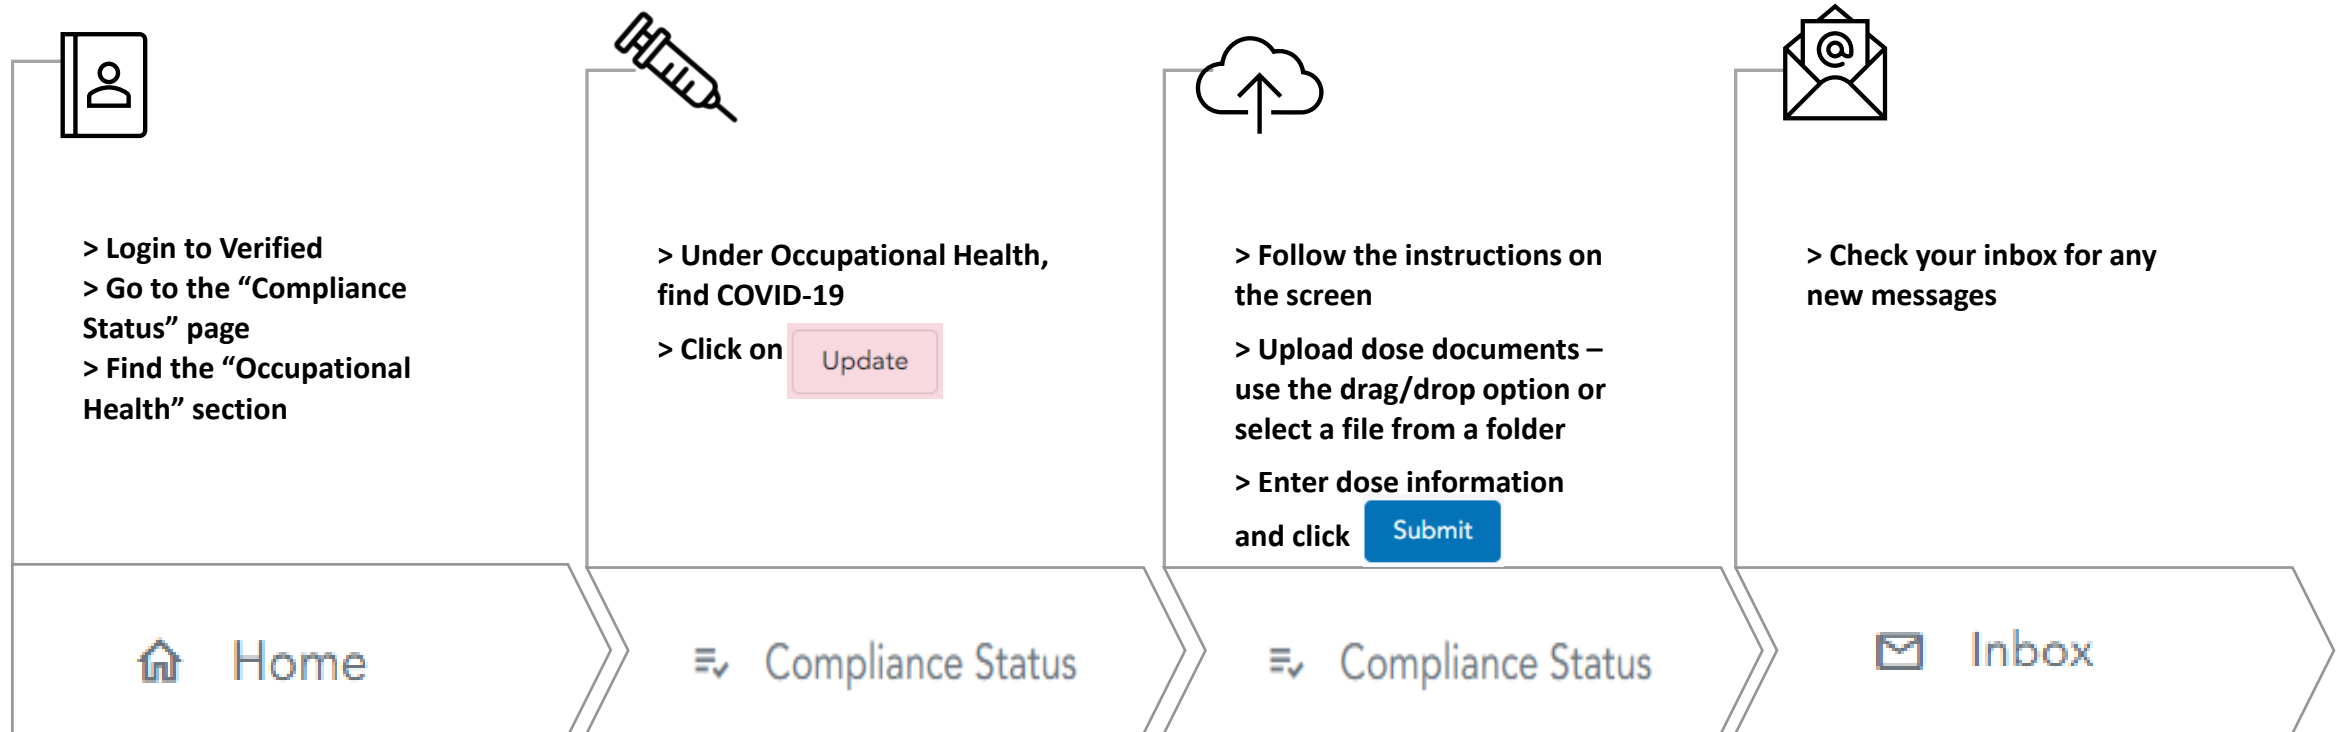 > Login to Verified
> Go to the “Compliance
Status” page
> Find the “Occupational
Health” section
Home
> Under Occupational Health,
find COVID-19
> Click on Update
Compliance Status
> Follow the instructions on
the screen
> Upload dose documents –
use the drag/drop option or
select a file from a folder
> Enter dose information
and click Submit
Compliance Status
@
> Check your inbox for any
new messages
Inbox